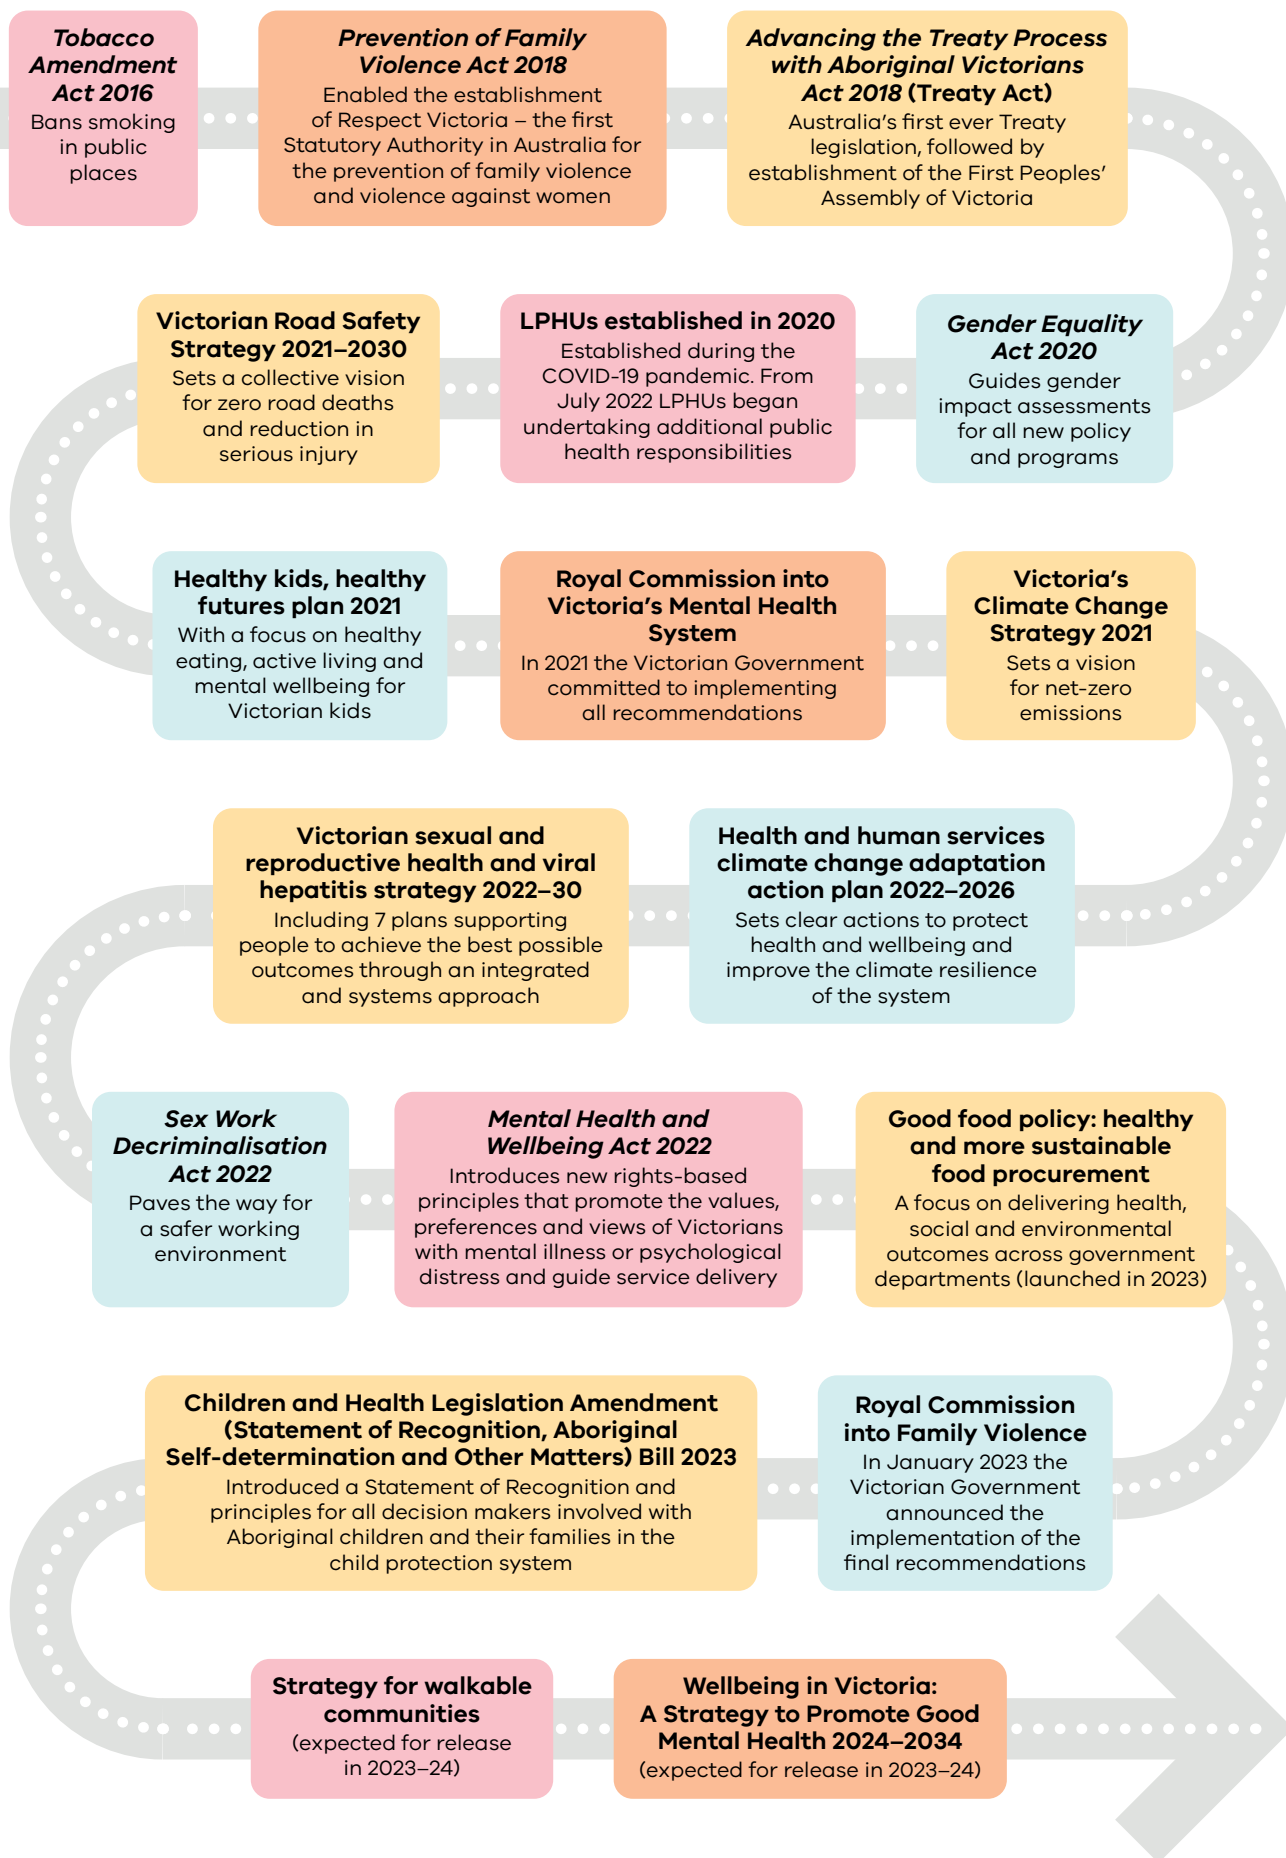 Tobacco
Amendment
Act 2016
Bans smoking
in public
places
Prevention of Family
Violence Act 2018
Enabled the establishment
of Respect Victoria – the first
Statutory Authority in Australia for
the prevention of family violence
and violence against women
Advancing the Treaty Process
with Aboriginal Victorians
Act 2018 (Treaty Act)
Australia’s first ever Treaty
legislation, followed by
establishment of the First Peoples’
Assembly of Victoria
Gender Equality
Act 2020
Guides gender
impact assessments
for all new policy
and programs
LPHUs established in 2020
Established during the
COVID-19 pandemic. From
July 2022 LPHUs began
undertaking additional public
health responsibilities
Victorian Road Safety
Strategy 2021–2030
Sets a collective vision
for zero road deaths
and reduction in
serious injury
Healthy kids, healthy
futures plan 2021
With a focus on healthy
eating, active living and
mental wellbeing for
Victorian kids
Royal Commission into
Victoria’s Mental Health
System
In 2021 the Victorian Government
committed to implementing
all recommendations
Victoria’s
Climate Change
Strategy 2021
Sets a vision
for net-zero
emissions
Health and human services
climate change adaptation
action plan 2022–2026
Sets clear actions to protect
health and wellbeing and
improve the climate resilience
of the system
Victorian sexual and
reproductive health and viral
hepatitis strategy 2022–30
Including 7 plans supporting
people to achieve the best possible
outcomes through an integrated
and systems approach
Sex Work
Decriminalisation
Act 2022
Paves the way for
a safer working
environment
Mental Health and
Wellbeing Act 2022
Introduces new rights-based
principles that promote the values,
preferences and views of Victorians
with mental illness or psychological
distress and guide service delivery
Good food policy: healthy
and more sustainable
food procurement
A focus on delivering health,
social and environmental
outcomes across government
departments (launched in 2023)
Royal Commission
into Family Violence
In January 2023 the
Victorian Government
announced the
implementation of the
final recommendations
Children and Health Legislation Amendment
(Statement of Recognition, Aboriginal
Self-determination and Other Matters) Bill 2023
Introduced a Statement of Recognition and
principles for all decision makers involved with
Aboriginal children and their families in the
child protection system
Strategy for walkable
communities
(expected for release
in 2023–24)
Wellbeing in Victoria:
A Strategy to Promote Good
Mental Health 2024–2034
(expected for release in 2023–24)